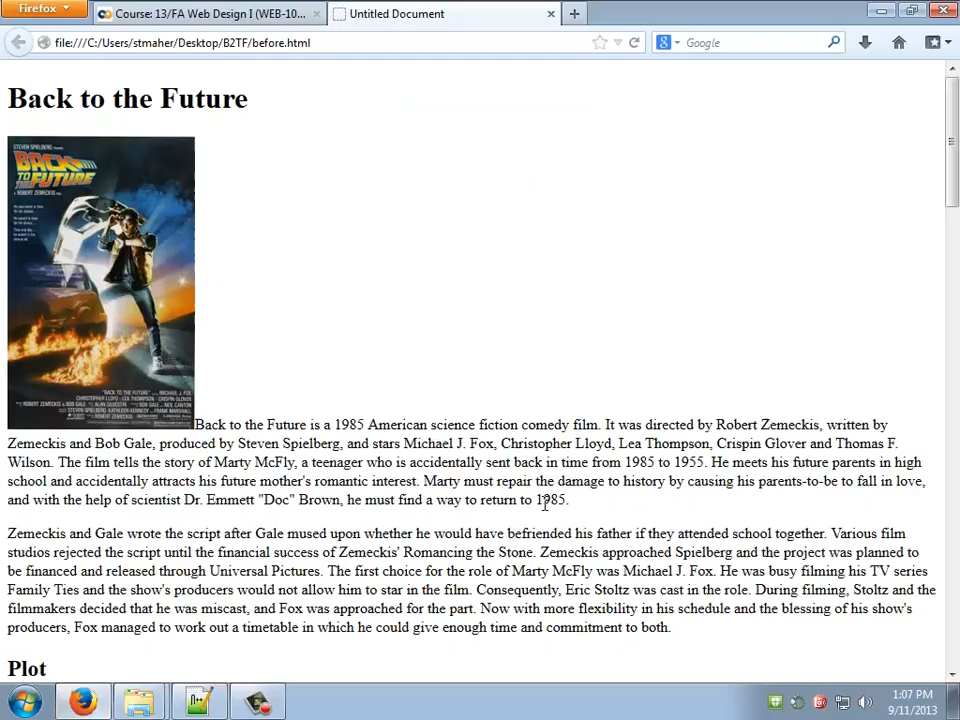 Firefox
Course: 13/FA Web Design I (WEB-10...
Untitled Document
file:///C:/Users/stmaher/Desktop/B2TF/before.html
Google
Back to the Future
STEVEN SPIELBERG
BACK
TO THE
FUTURE
ROBERT ZEMECKIS
Back to the Future is a 1985 American science fiction comedy film. It was directed by Robert Zemeckis, written by
Zemeckis and Bob Gale, produced by Steven Spielberg, and stars Michael J. Fox, Christopher Lloyd, Lea Thompson, Crispin Glover and Thomas F.
Wilson. The film tells the story of Marty McFly, a teenager who is accidentally sent back in time from 1985 to 1955. He meets his future parents in high
school and accidentally attracts his future mother's romantic interest. Marty must repair the damage to history by causing his parents-to-be to fall in love,
and with the help of scientist Dr. Emmett "Doc" Brown, he must find a way to return to 1985.
Zemeckis and Gale wrote the script after Gale mused upon whether he would have befriended his father if they attended school together. Various film
studios rejected the script until the financial success of Zemeckis' Romancing the Stone. Zemeckis approached Spielberg and the project was planned to
be financed and released through Universal Pictures. The first choice for the role of Marty McFly was Michael J. Fox. He was busy filming his TV series
Family Ties and the show's producers would not allow him to star in the film. Consequently, Eric Stoltz was cast in the role. During filming, Stoltz and the
filmmakers decided that he was miscast, and Fox was approached for the part. Now with more flexibility in his schedule and the blessing of his show's
producers, Fox managed to work out a timetable in which he could give enough time and commitment to both.
Plot
1:07 PM
9/11/2013